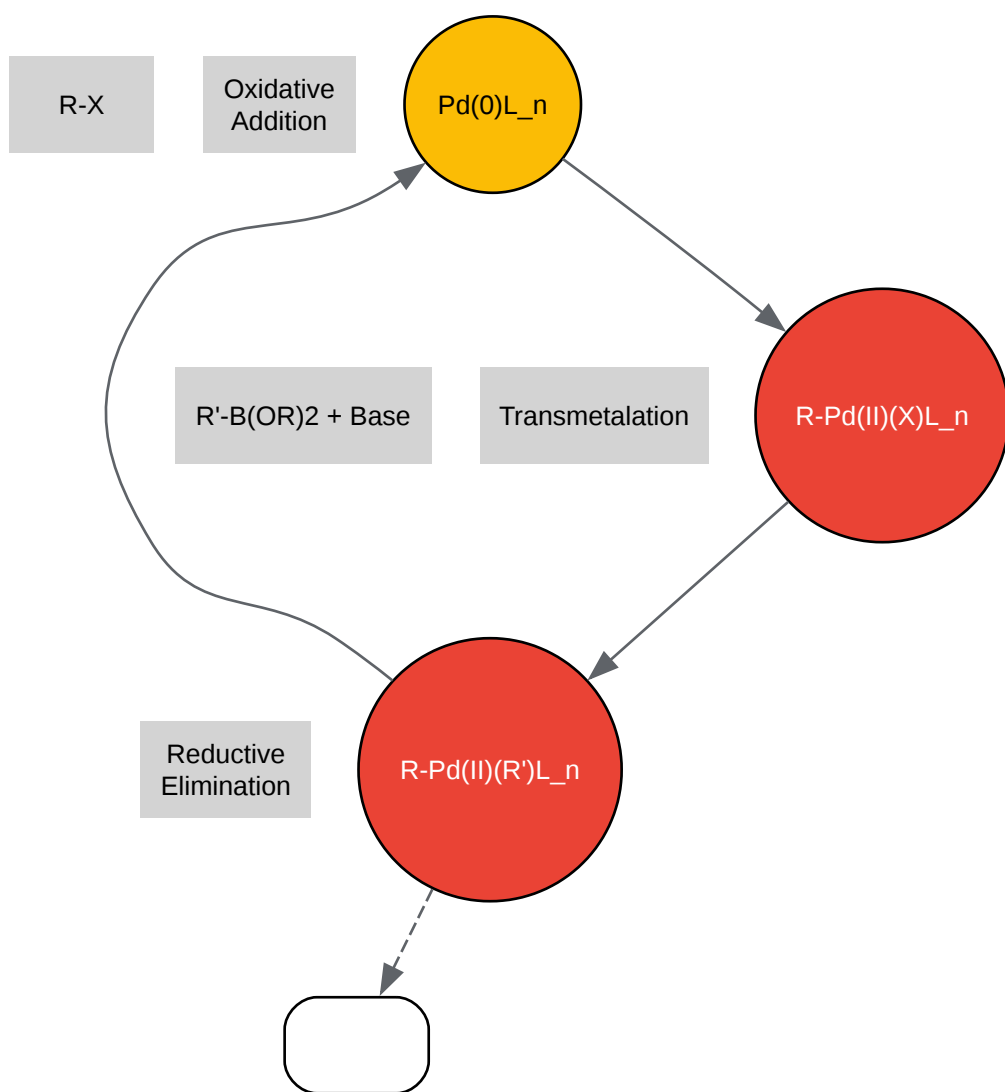 R-X
Oxidative
Addition
Pd(0)L_n
R'-B(OR)2 + Base
Transmetalation
R-Pd(II)(X)L_n
Reductive
Elimination
R-Pd(II)(R')L_n